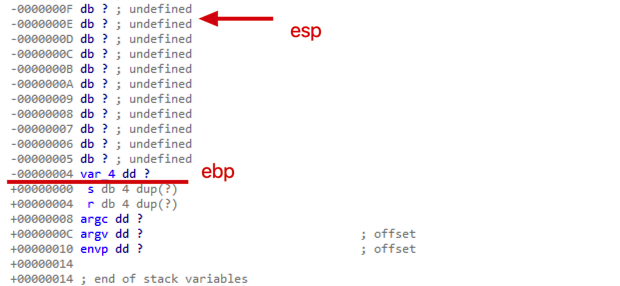 -0000000F db ? ; undefined
-0000000E db ? ; undefined
esp
-0000000D db ? ; undefined
-0000000C db ? ; undefined
-0000000B db ? ; undefined
-0000000A db ? ; undefined
-00000009 db ? ; undefined
-00000008 db ? ; undefined
-00000007 db ? ; undefined
-00000006 db ? ; undefined
-00000005 db ? ; undefined
-00000004 var_4 dd ?
ebp
+00000000 s db 4 dup(?)
+00000004 r db 4 dup(?)
+00000008 argc dd ?
+0000000C argv dd ? ; offset
+00000010 envp dd ? ; offset
+00000014
+00000014 ; end of stack variables